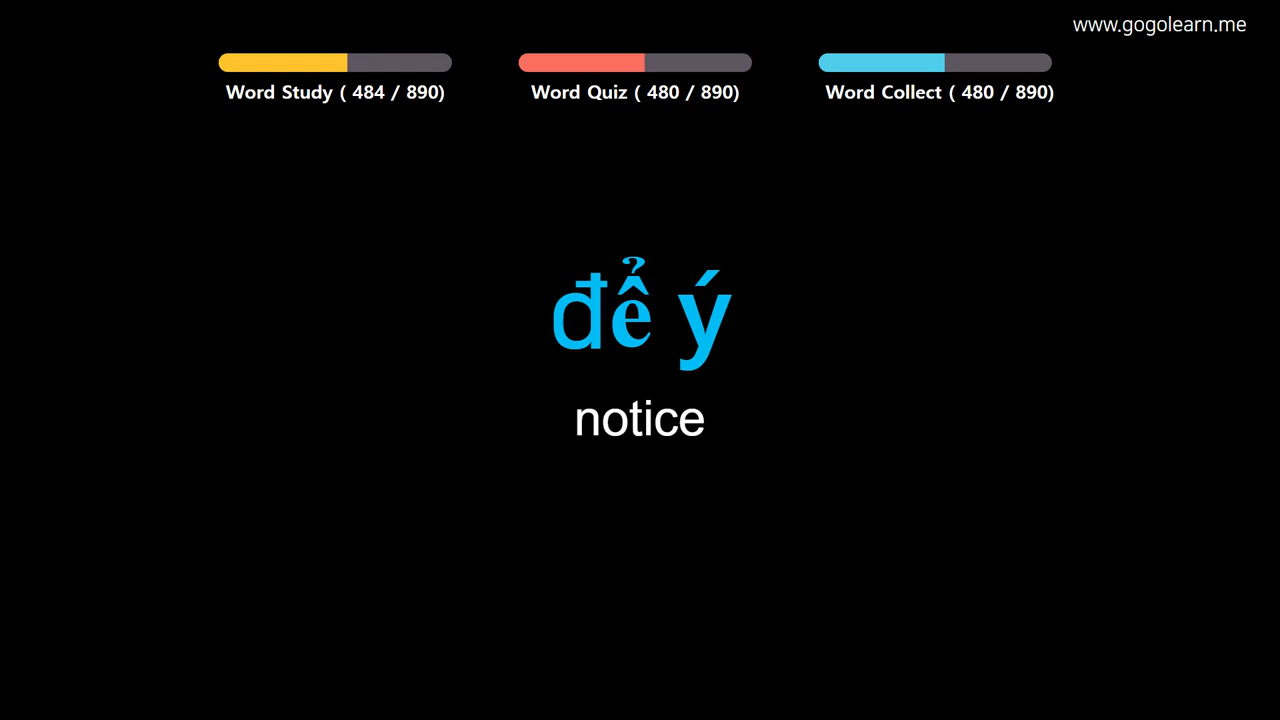 www.gogolearn.me
Word Study ( 484 / 890)
Word Quiz ( 480 / 890)
Word Collect ( 480 / 890)
để ý
notice